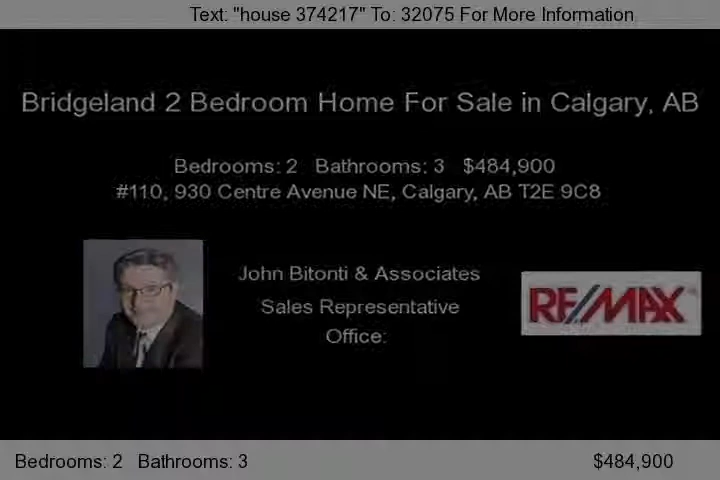 Text: "house 374217" To: 32075 For More Information
Bridgeland 2 Bedroom Home For Sale in Calgary, AB
Bedrooms: 2 Bathrooms: 3 $484,900
#110, 930 Centre Avenue NE, Calgary, AB T2E 9C8
John Bitonti & Associates
Sales Representative
Office:
RE/MAX
Bedrooms: 2 Bathrooms: 3 $484,900